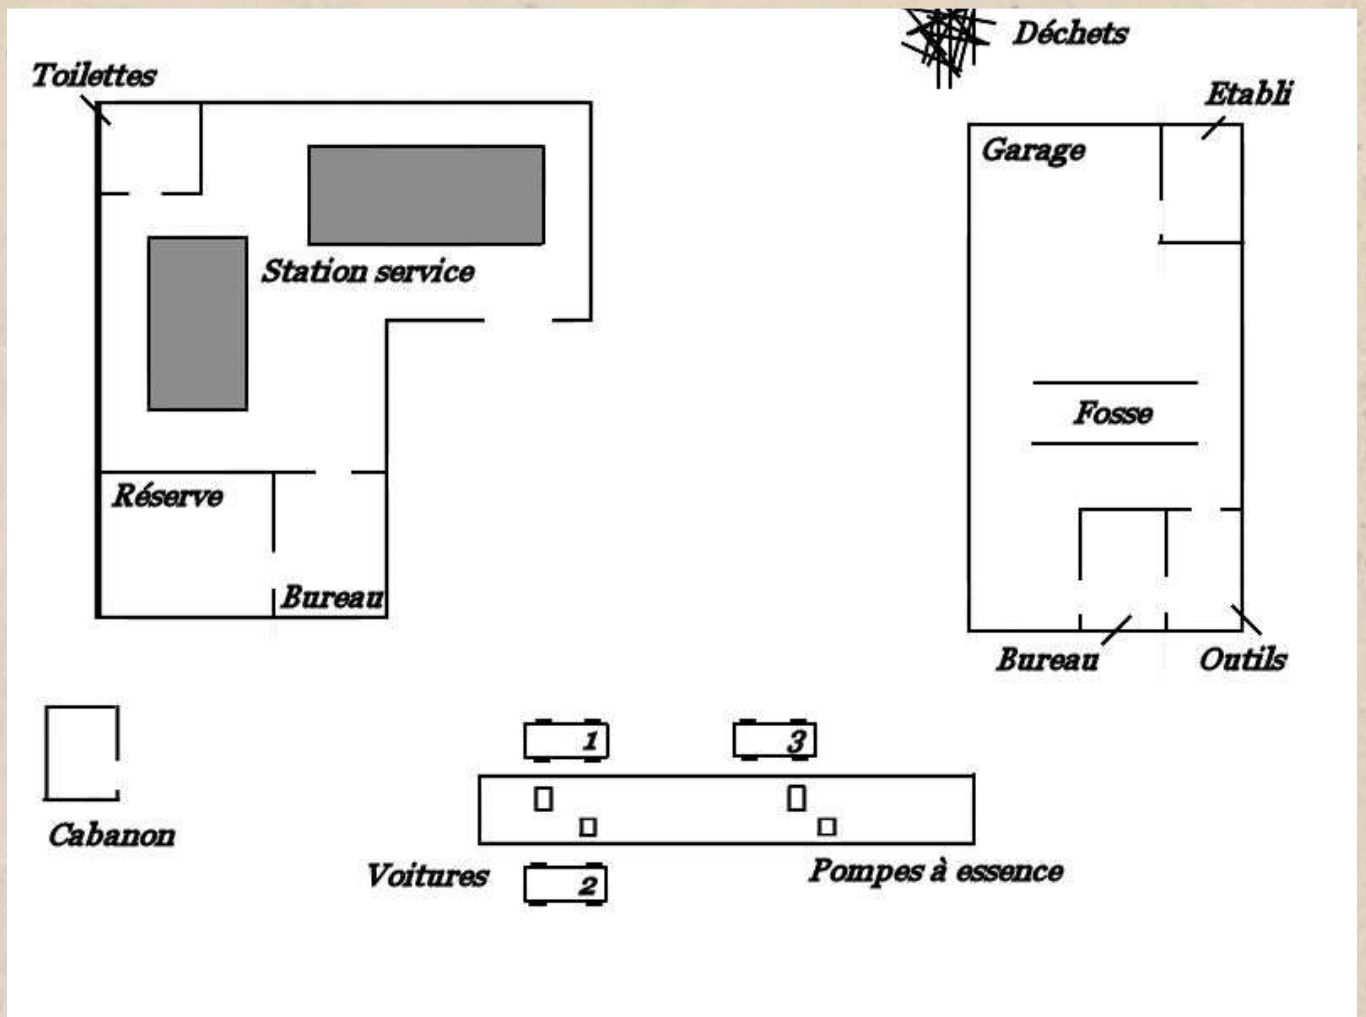 Déchets
Toilettes
Etabli
Garage
Station service
Fosse
Réserve
Bureau
Bureau
Outils
1
3
Cabanon
Voitures
2
Pompes à essence